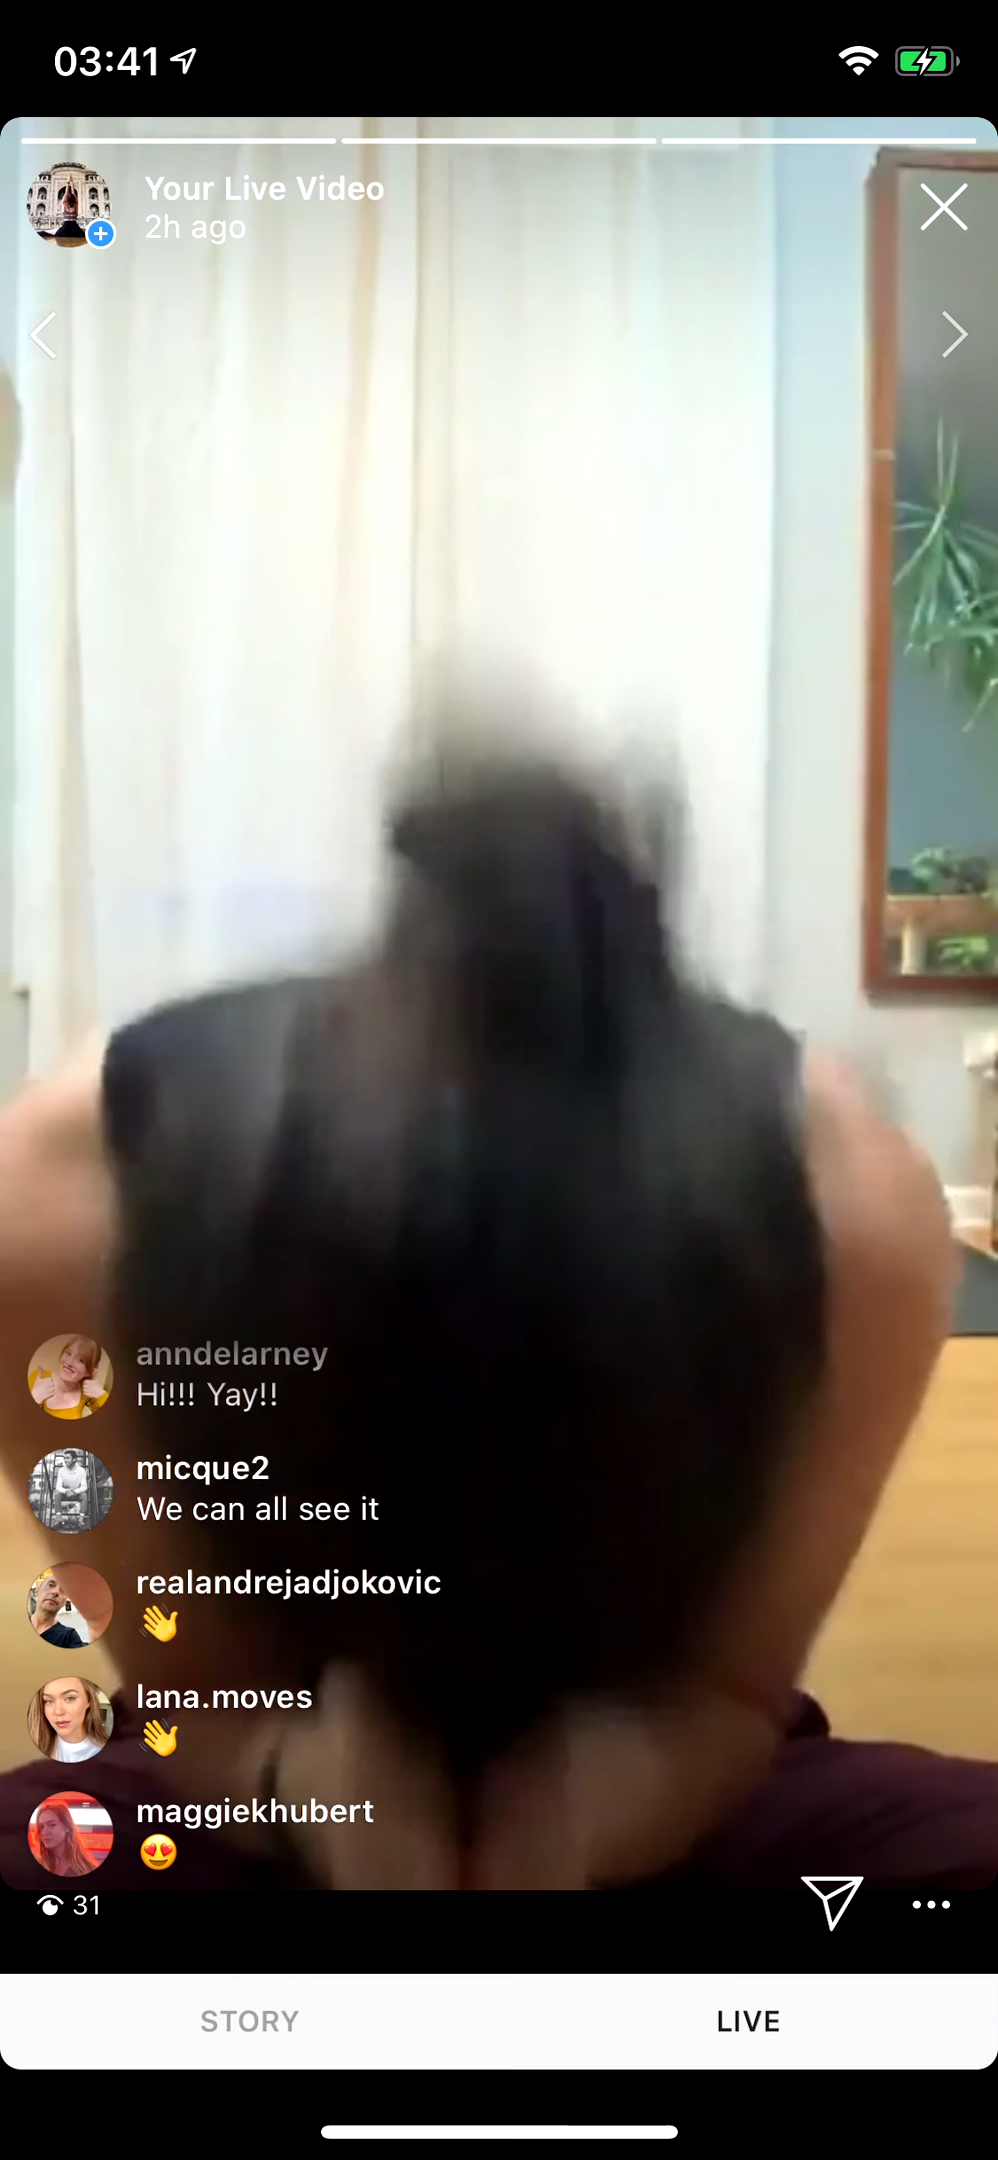 03:41
Your Live Video
2h ago
anndelarney
Hi!!! Yay!!
micque2
We can all see it
realandrejadjokovic
👋
lana.moves
👋
maggiekhubert
😍
31
STORY
LIVE